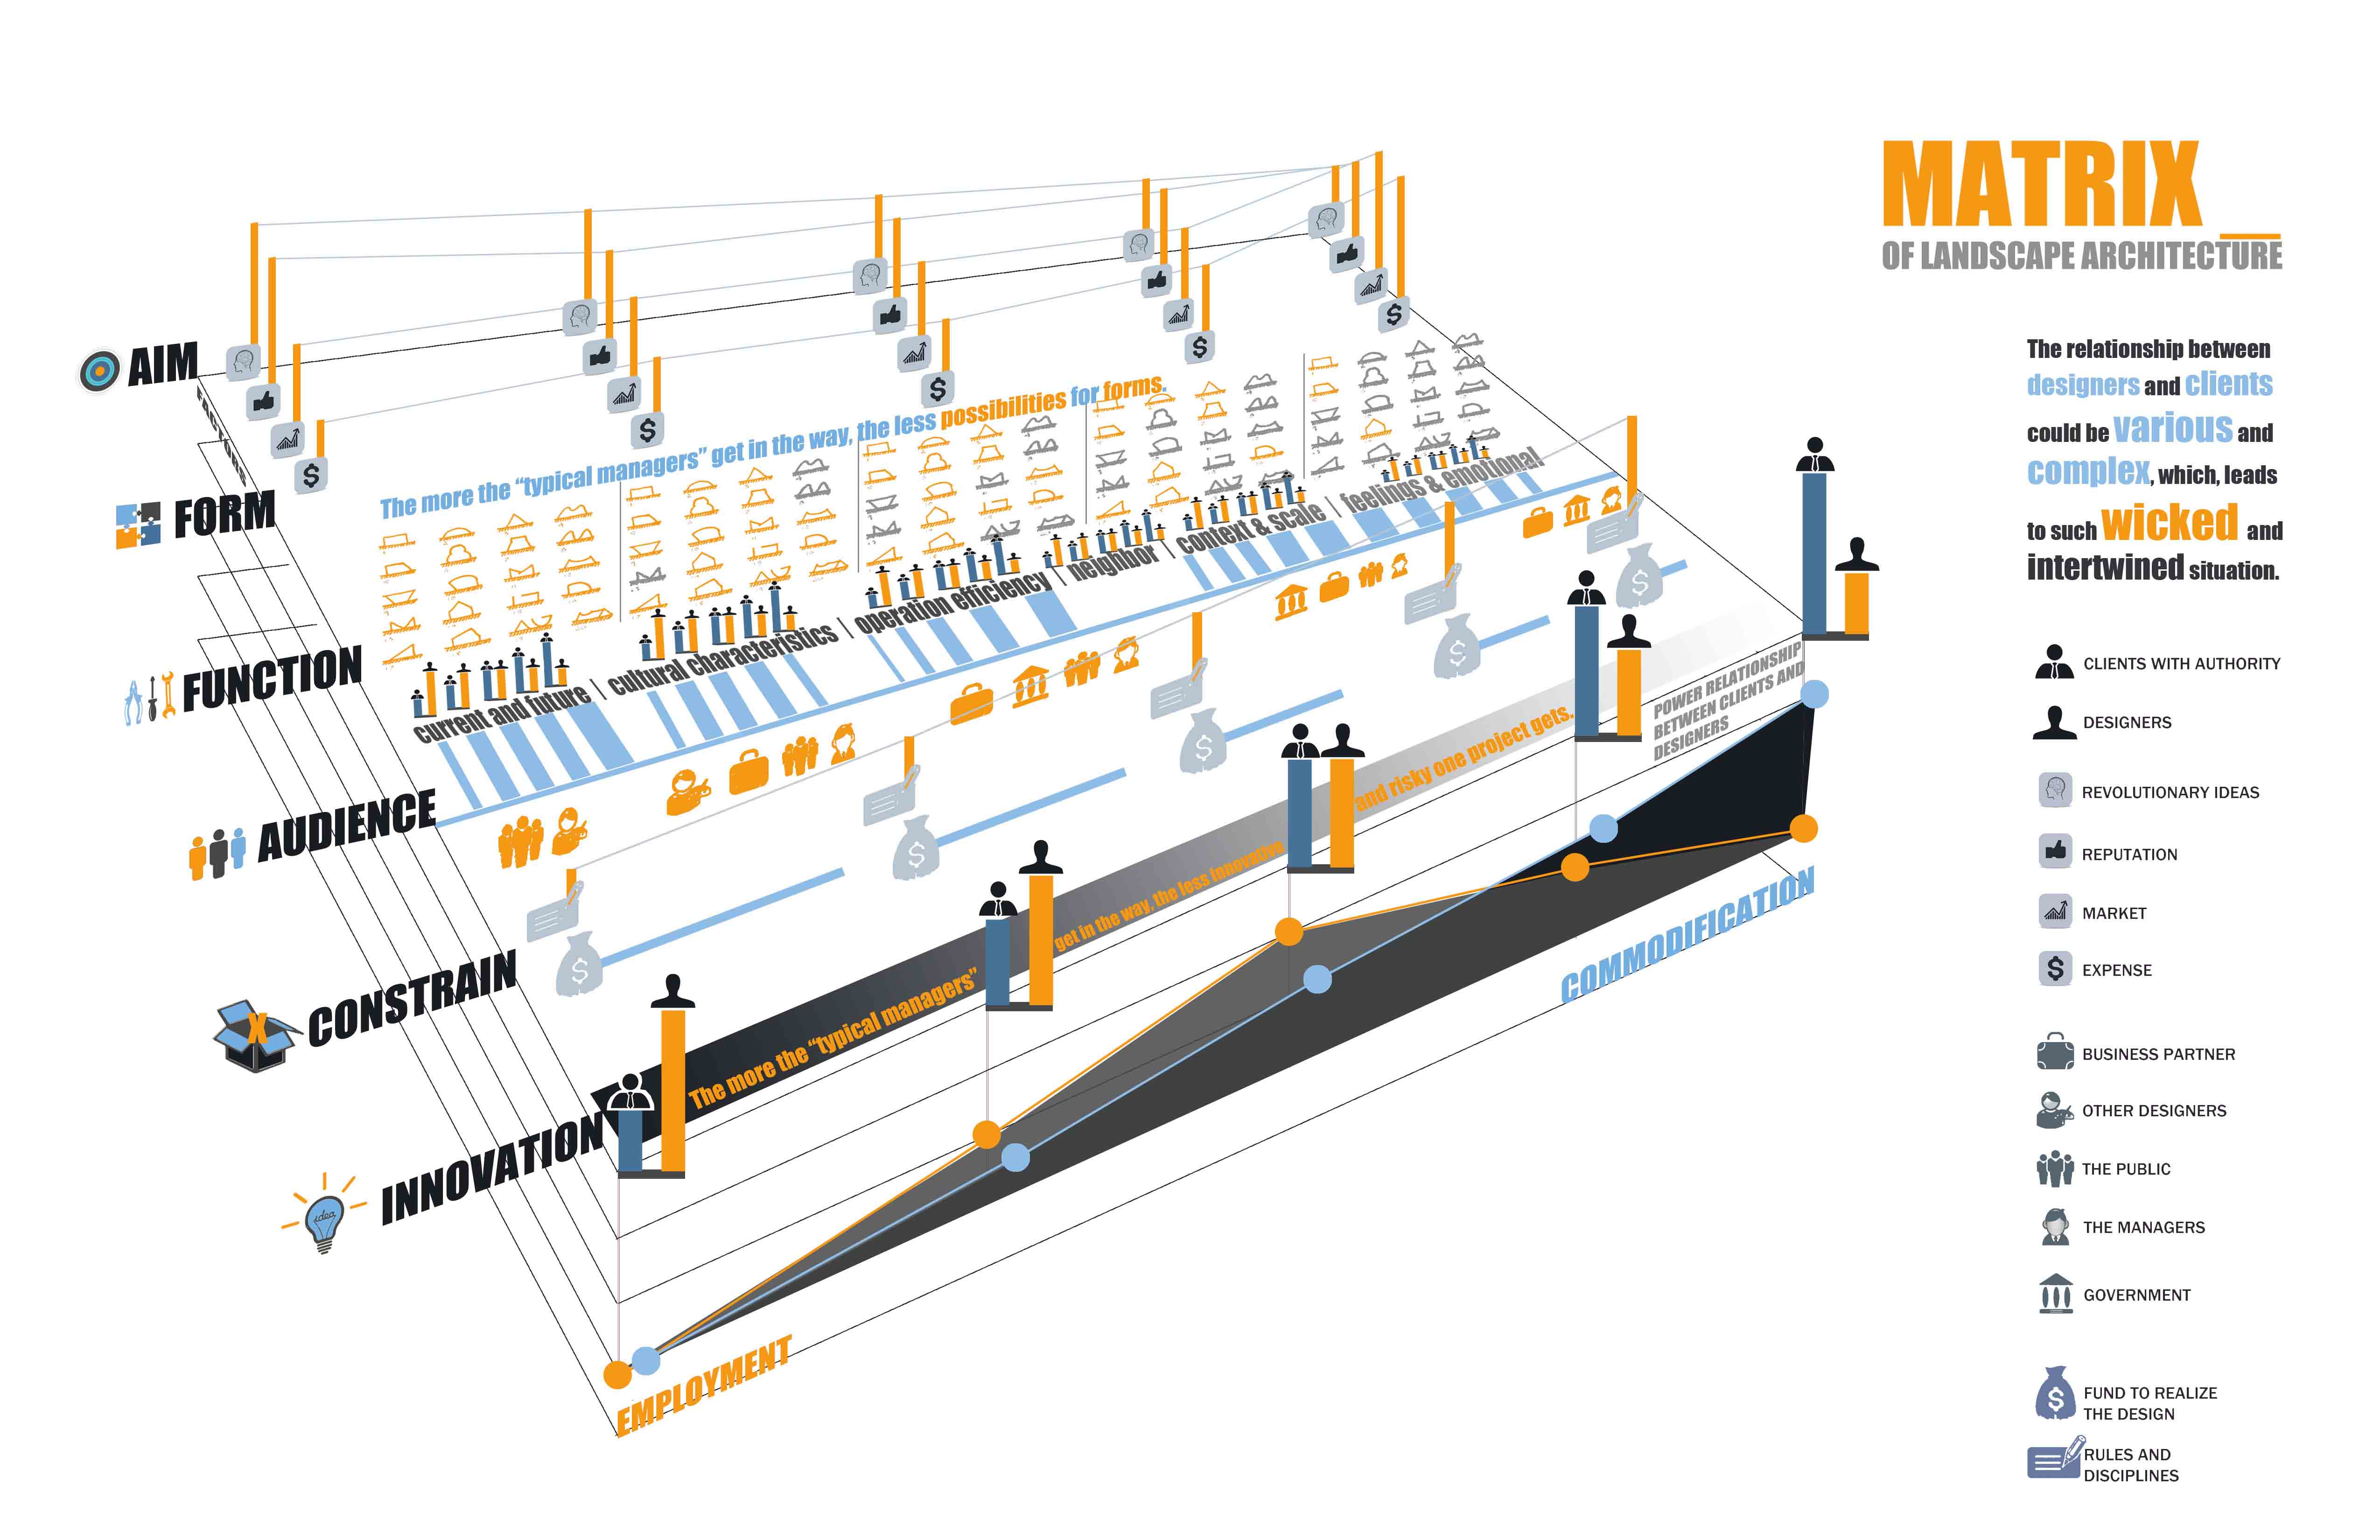 MATRIX_
OF LANDSCAPE ARCHITECTURE
The relationship between
designers and clients
could be various and
complex, which, leads
to such wicked and
intertwined situation.
AIM
FACTORS
FORM
FUNCTION
AUDIENCE
CONSTRAIN
INNOVATION
The more the “typical managers” get in the way, the less possibilities for forms.
current and future | cultural characteristics | operation efficiency | neighbor | context & scale | feelings & emotional
The more the “typical managers” get in the way, the less innovative and risky one project gets.
POWER RELATIONSHIP
BETWEEN CLIENTS AND
DESIGNERS
EMPLOYMENT
COMMODIFICATION
idea
X
$
$
$
$
$
$
$
$
$
$
CLIENTS WITH AUTHORITY
DESIGNERS
REVOLUTIONARY IDEAS
REPUTATION
MARKET
$ EXPENSE
BUSINESS PARTNER
OTHER DESIGNERS
THE PUBLIC
THE MANAGERS
GOVERNMENT
$ FUND TO REALIZE
THE DESIGN
RULES AND
DISCIPLINES